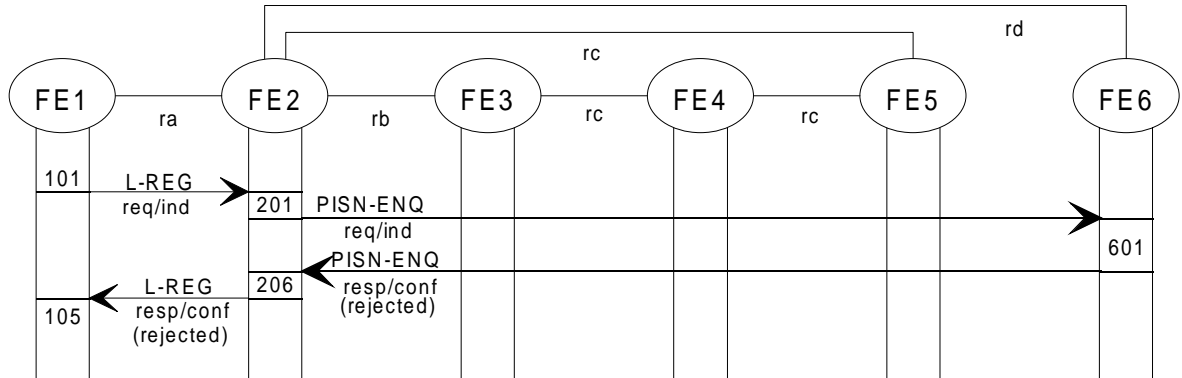 rd
rc
FE1
FE2
FE3
FE4
FE5
FE6
ra
rb
rc
rc
101
L-REG
req/ind
201
PISN-ENQ
req/ind
601
PISN-ENQ
resp/conf
(rejected)
206
L-REG
resp/conf
(rejected)
105